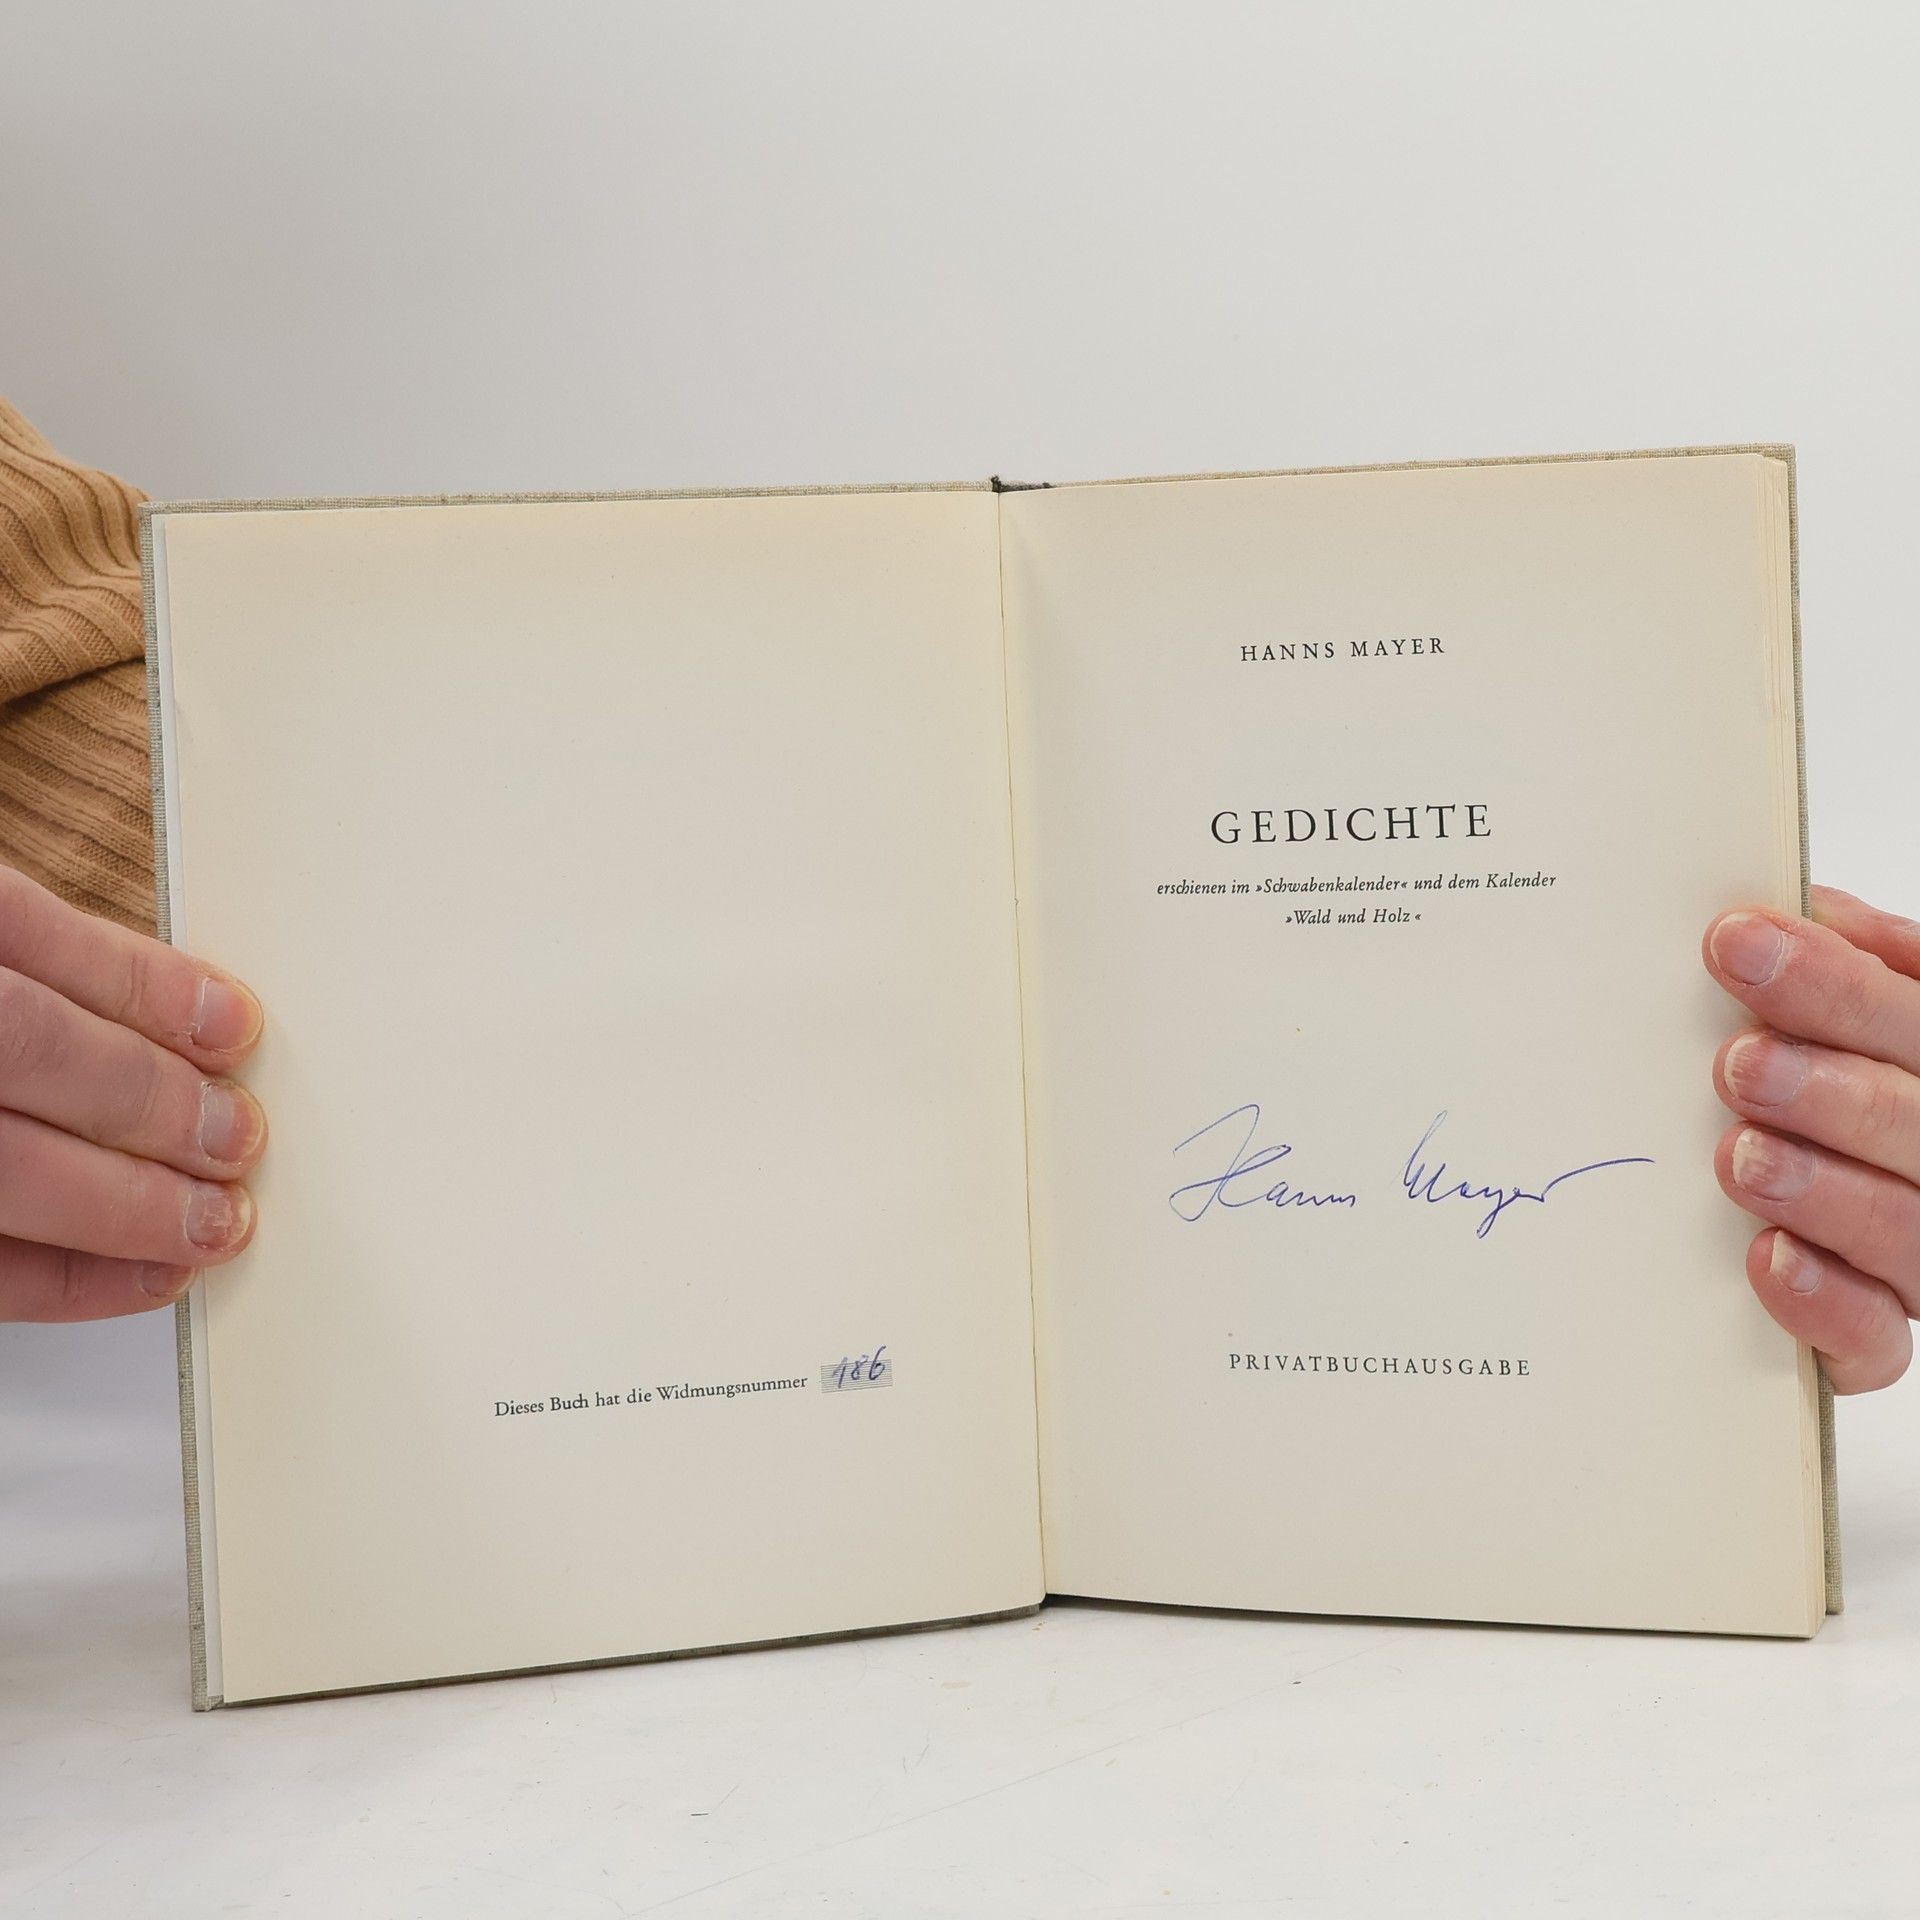 Dieses Buch hat die Widmungsnummer 186
HANNS MAYER
GEDICHTE
erschienen im »Schwabenkalender« und dem Kalender
»Wald und Holz«
Hanns Mayer
PRIVATBUCHAUSGABE